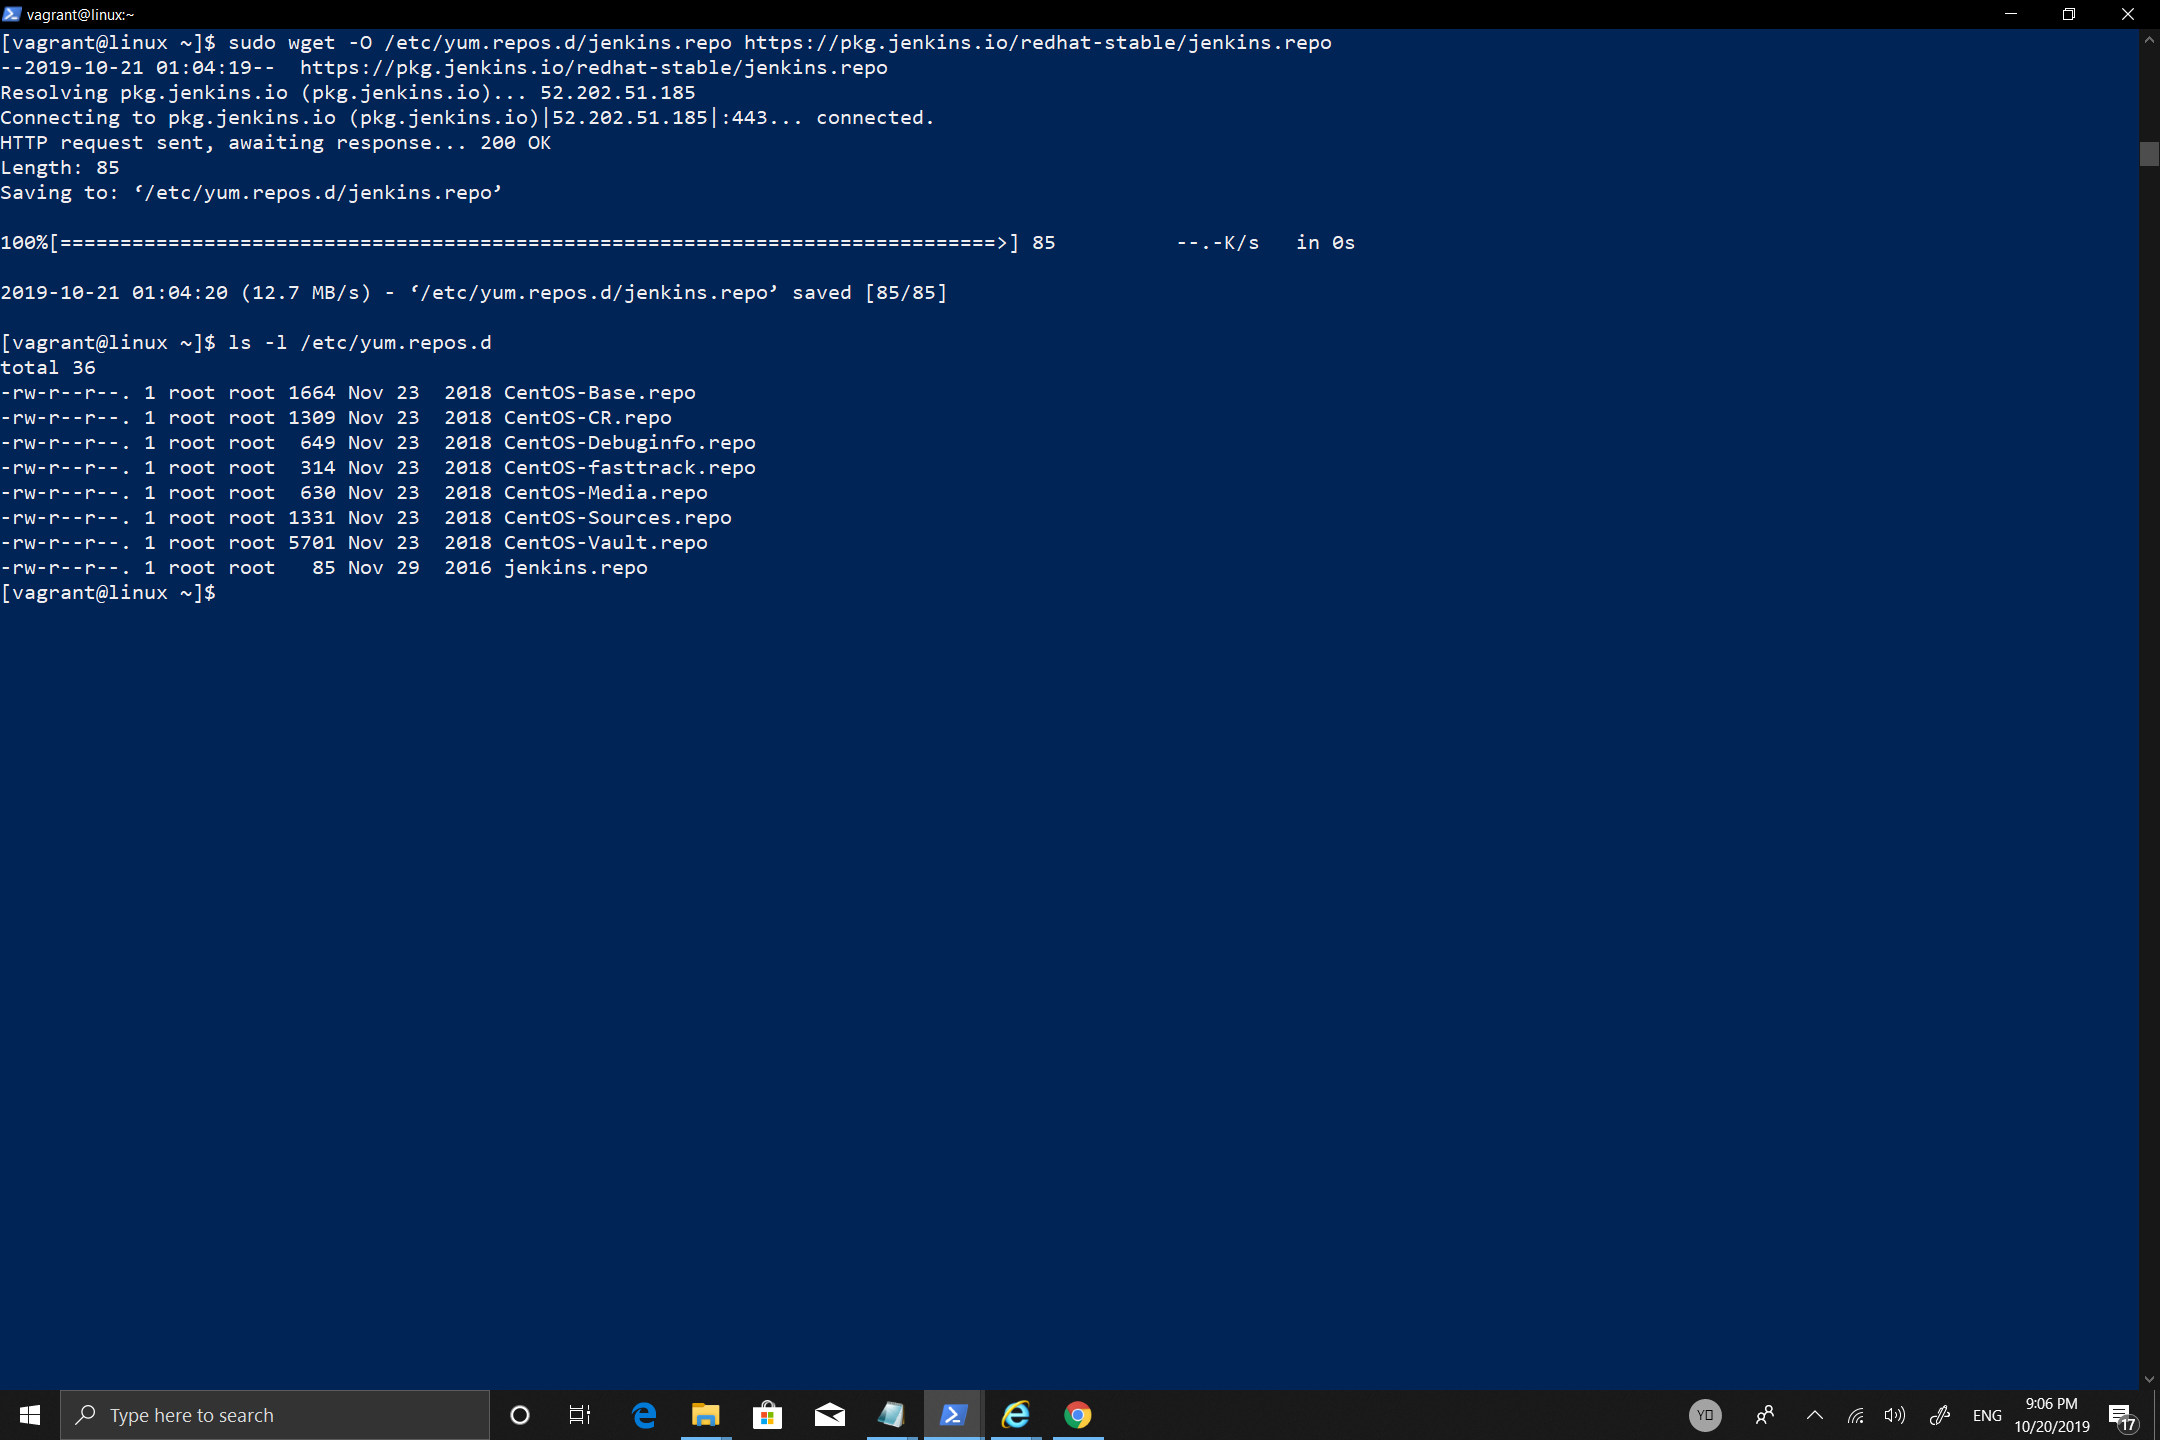 vagrant@linux:~
[vagrant@linux ~]$ sudo wget -O /etc/yum.repos.d/jenkins.repo https://pkg.jenkins.io/redhat-stable/jenkins.repo
--2019-10-21 01:04:19--  https://pkg.jenkins.io/redhat-stable/jenkins.repo
Resolving pkg.jenkins.io (pkg.jenkins.io)... 52.202.51.185
Connecting to pkg.jenkins.io (pkg.jenkins.io)|52.202.51.185|:443... connected.
HTTP request sent, awaiting response... 200 OK
Length: 85
Saving to: ‘/etc/yum.repos.d/jenkins.repo’
100%[==============================================================================>] 85          --.-K/s   in 0s
2019-10-21 01:04:20 (12.7 MB/s) - ‘/etc/yum.repos.d/jenkins.repo’ saved [85/85]
[vagrant@linux ~]$ ls -l /etc/yum.repos.d
total 36
-rw-r--r--. 1 root root 1664 Nov 23  2018 CentOS-Base.repo
-rw-r--r--. 1 root root 1309 Nov 23  2018 CentOS-CR.repo
-rw-r--r--. 1 root root  649 Nov 23  2018 CentOS-Debuginfo.repo
-rw-r--r--. 1 root root  314 Nov 23  2018 CentOS-fasttrack.repo
-rw-r--r--. 1 root root  630 Nov 23  2018 CentOS-Media.repo
-rw-r--r--. 1 root root 1331 Nov 23  2018 CentOS-Sources.repo
-rw-r--r--. 1 root root 5701 Nov 23  2018 CentOS-Vault.repo
-rw-r--r--. 1 root root   85 Nov 29  2016 jenkins.repo
[vagrant@linux ~]$
Type here to search
ENG
9:06 PM
10/20/2019
17